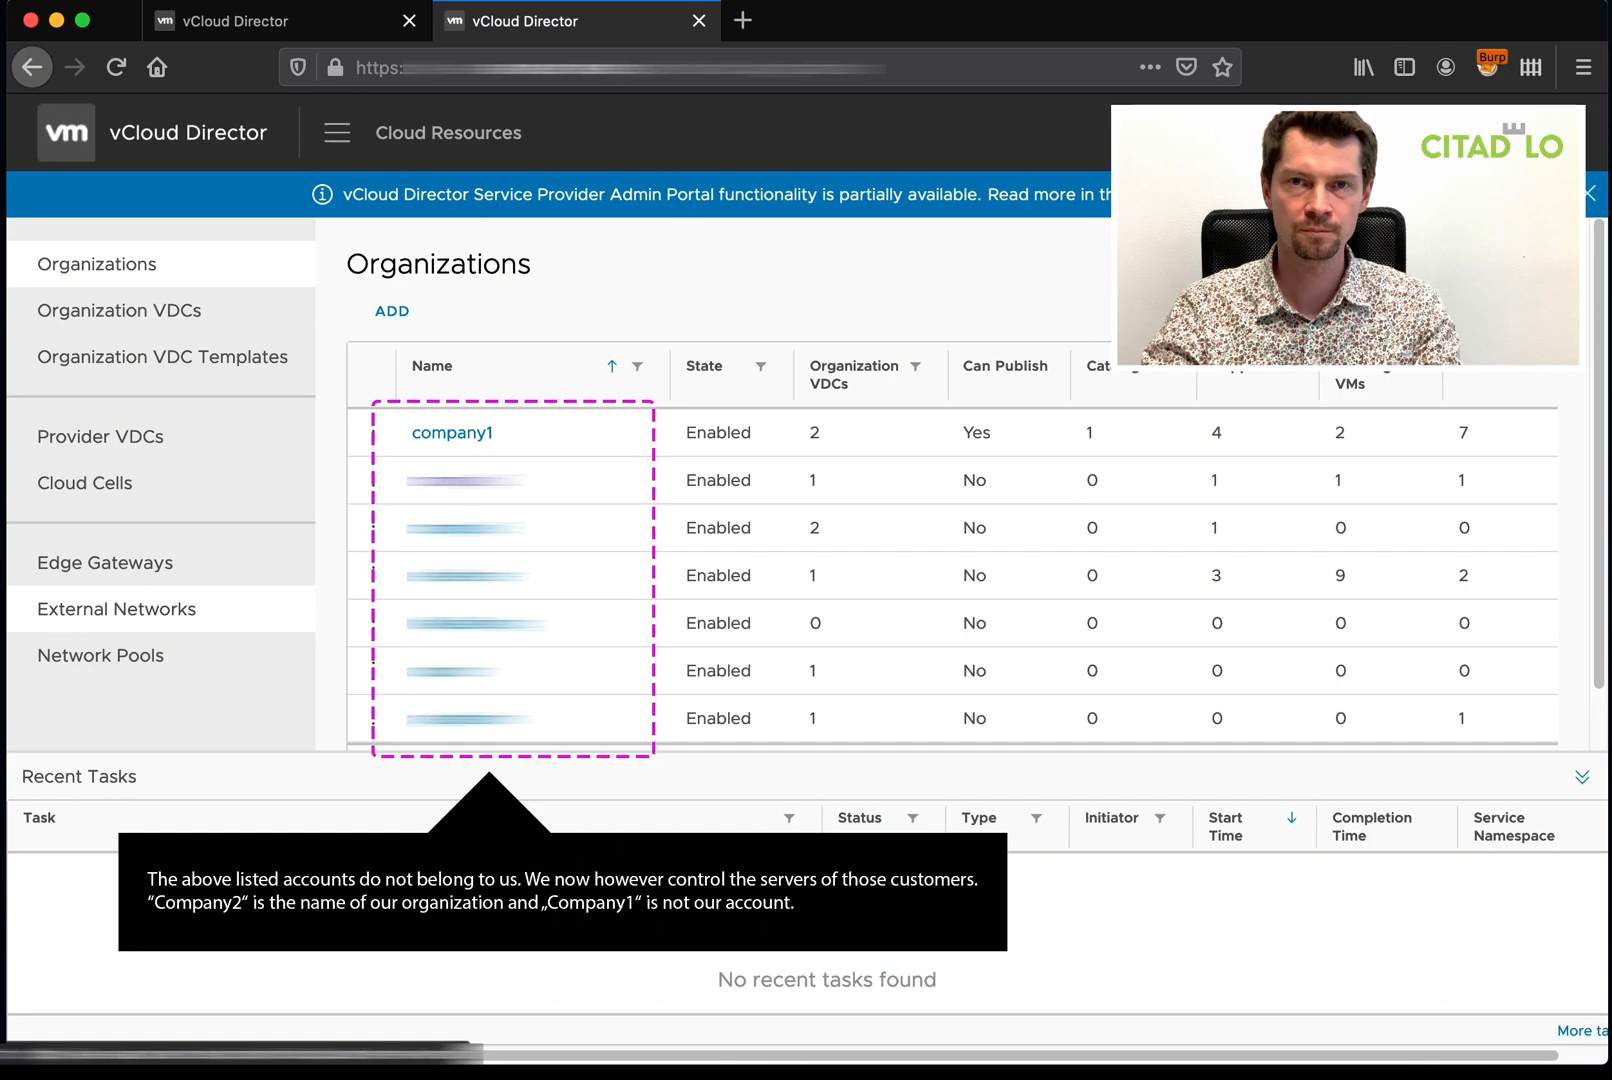 vm vCloud Director
vm vCloud Director
https:
Burp
vm vCloud Director
Cloud Resources
CITAD LO
vCloud Director Service Provider Admin Portal functionality is partially available. Read more in th
Organizations
Organization VDCs
Organization VDC Templates
Provider VDCs
Cloud Cells
Edge Gateways
External Networks
Network Pools
Organizations
ADD
Name State Organization VDCs Can Publish Cat VMs
company1 Enabled 2 Yes 1 4 2 7
Enabled 1 No 0 1 1 1
Enabled 2 No 0 1 0 0
Enabled 1 No 0 3 9 2
Enabled 0 No 0 0 0 0
Enabled 1 No 0 0 0 0
Enabled 1 No 0 0 0 1
Recent Tasks
Task Status Type Initiator Start Time Completion Time Service Namespace
The above listed accounts do not belong to us. We now however control the servers of those customers.
“Company2“ is the name of our organization and „Company1“ is not our account.
No recent tasks found
More ta